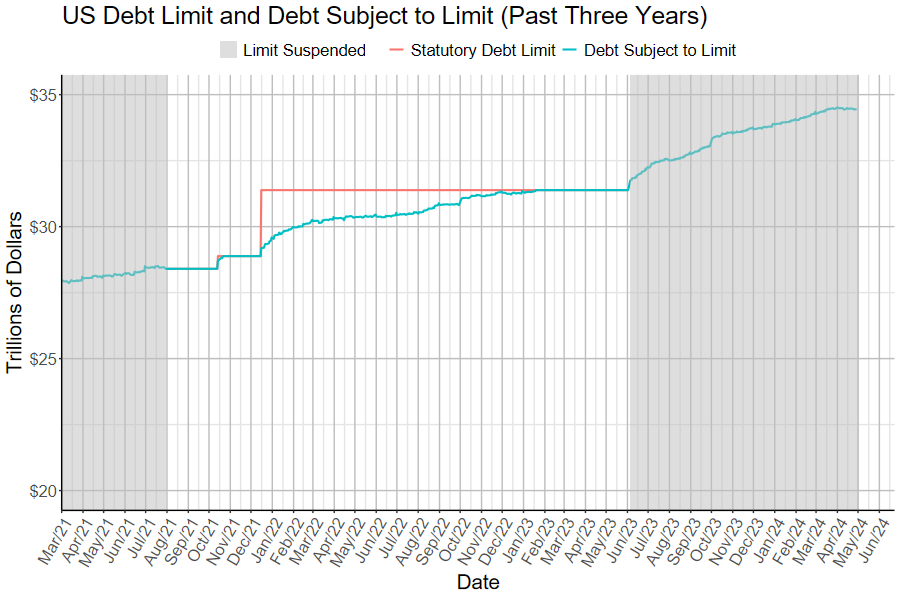 US Debt Limit and Debt Subject to Limit (Past Three Years)
Limit Suspended Statutory Debt Limit Debt Subject to Limit
Trillions of Dollars
$35
$30
$25
$20
Mar/21 Apr/21 May/21 Jun/21 Jul/21 Aug/21 Sep/21 Oct/21 Nov/21 Dec/21 Jan/22 Feb/22 Mar/22 Apr/22 May/22 Jun/22 Jul/22 Aug/22 Sep/22 Oct/22 Nov/22 Dec/22 Jan/23 Feb/23 Mar/23 Apr/23 May/23 Jun/23 Jul/23 Aug/23 Sep/23 Oct/23 Nov/23 Dec/23 Jan/24 Feb/24 Mar/24 Apr/24 May/24 Jun/24
Date